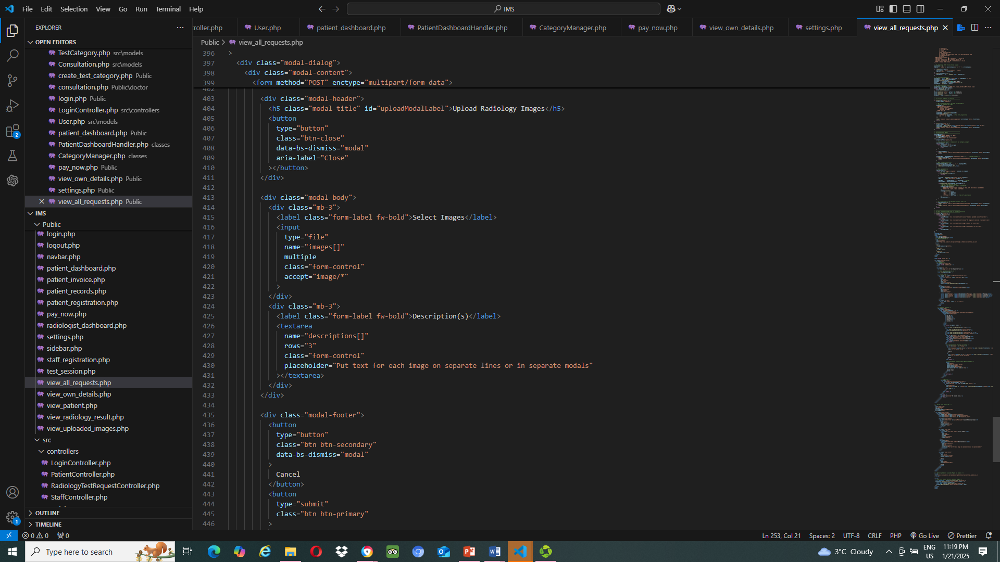 File Edit Selection View Go Run Terminal Help
IMS
EXPLORER
OPEN EDITORS
TestCategory.php src\models
Consultation.php src\models
create_test_category.php Public
consultation.php Public\doctor
login.php Public
LoginController.php src\controllers
User.php src\models
patient_dashboard.php Public
PatientDashboardHandler.php classes
CategoryManager.php classes
pay_now.php Public
view_own_details.php Public
settings.php Public
view_all_requests.php Public
IMS
Public
login.php
logout.php
navbar.php
patient_dashboard.php
patient_invoice.php
patient_records.php
patient_registration.php
pay_now.php
radiologist_dashboard.php
settings.php
sidebar.php
staff_registration.php
test_session.php
view_all_requests.php
view_own_details.php
view_patient.php
view_radiology_result.php
view_uploaded_images.php
src
controllers
LoginController.php
PatientController.php
RadiologyTestRequestController.php
StaffController.php
OUTLINE
TIMELINE
2
1
troller.php User.php patient_dashboard.php PatientDashboardHandler.php CategoryManager.php pay_now.php view_own_details.php settings.php view_all_requests.php
Public > view_all_requests.php
396 >
397 <div class="modal-dialog">
398 <div class="modal-content">
399 <form method="POST" enctype="multipart/form-data">
402
403 <div class="modal-header">
404 <h5 class="modal-title" id="uploadModalLabel">Upload Radiology Images</h5>
405 <button
406 type="button"
407 class="btn-close"
408 data-bs-dismiss="modal"
409 aria-label="Close"
410 ></button>
411 </div>
412
413 <div class="modal-body">
414 <div class="mb-3">
415 <label class="form-label fw-bold">Select Images</label>
416 <input
417 type="file"
418 name="images[]"
419 multiple
420 class="form-control"
421 accept="image/*"
422 >
423 </div>
424 <div class="mb-3">
425 <label class="form-label fw-bold">Description(s)</label>
426 <textarea
427 name="descriptions[]"
428 rows="3"
429 class="form-control"
430 placeholder="Put text for each image on separate lines or in separate modals"
431 ></textarea>
432 </div>
433 </div>
434
435 <div class="modal-footer">
436 <button
437 type="button"
438 class="btn btn-secondary"
439 data-bs-dismiss="modal"
440 >
441 Cancel
442 </button>
443 <button
444 type="submit"
445 class="btn btn-primary"
446 >
0 0 0 Ln 253, Col 21 Spaces: 2 UTF-8 CRLF PHP Go Live Prettier
Type here to search
3°C Cloudy
ENG
US
11:19 PM
1/21/2025